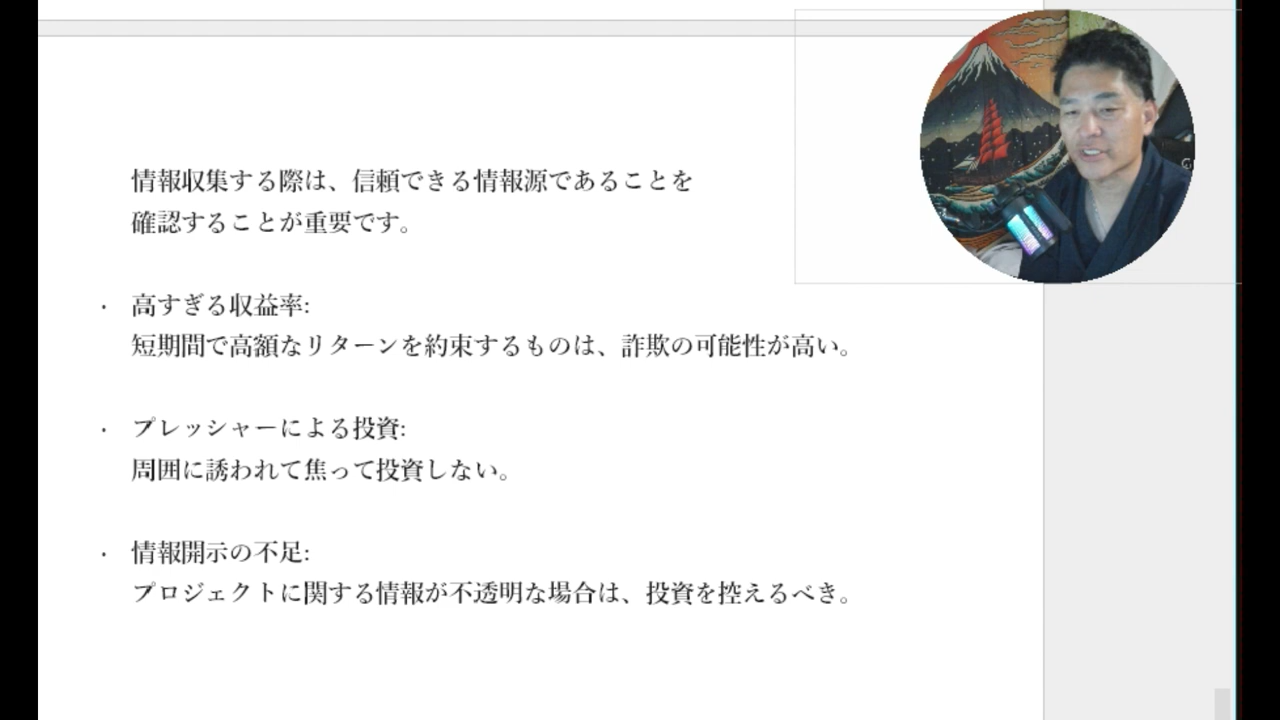 情報収集する際は、信頼できる情報源であることを
確認することが重要です。
・ 高すぎる収益率:
短期間で高額なリターンを約束するものは、詐欺の可能性が高い。
・ プレッシャーによる投資:
周囲に誘われて焦って投資しない。
・ 情報開示の不足:
プロジェクトに関する情報が不透明な場合は、投資を控えるべき。